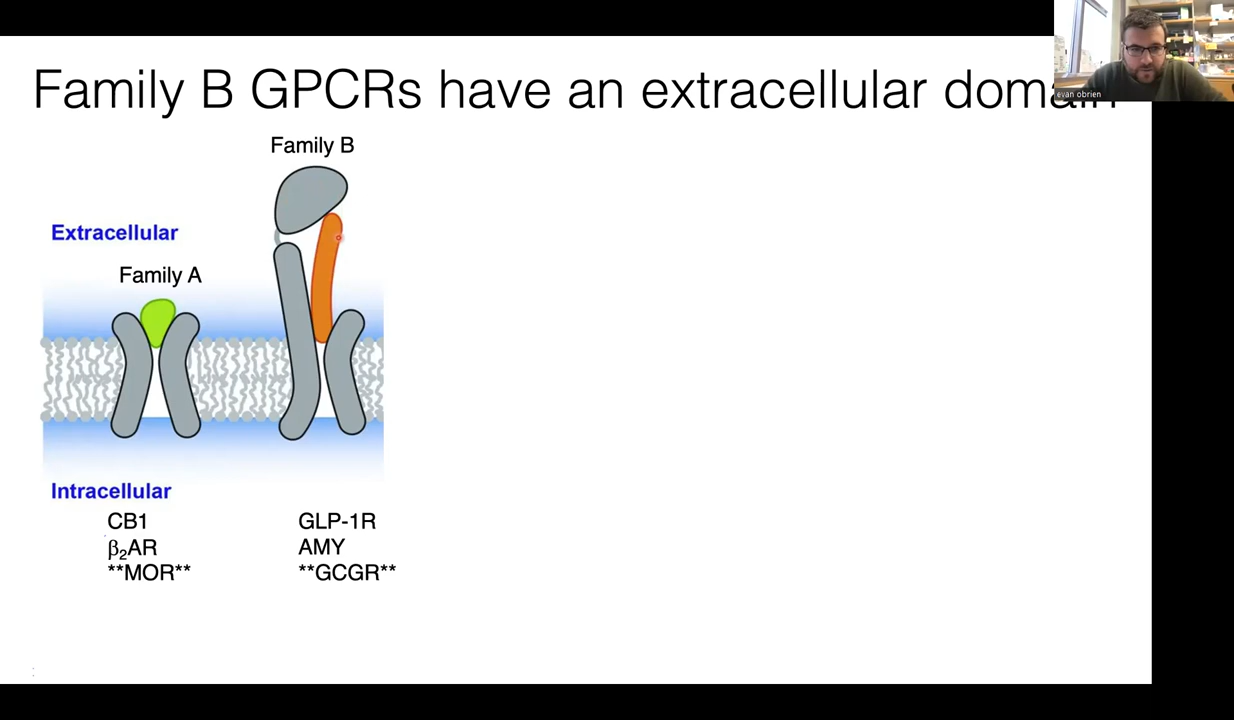 Family B GPCRs have an extracellular domain
evan obrien
Family B
Extracellular
Family A
Intracellular
CB1
β₂AR
**MOR**
GLP-1R
AMY
**GCGR**